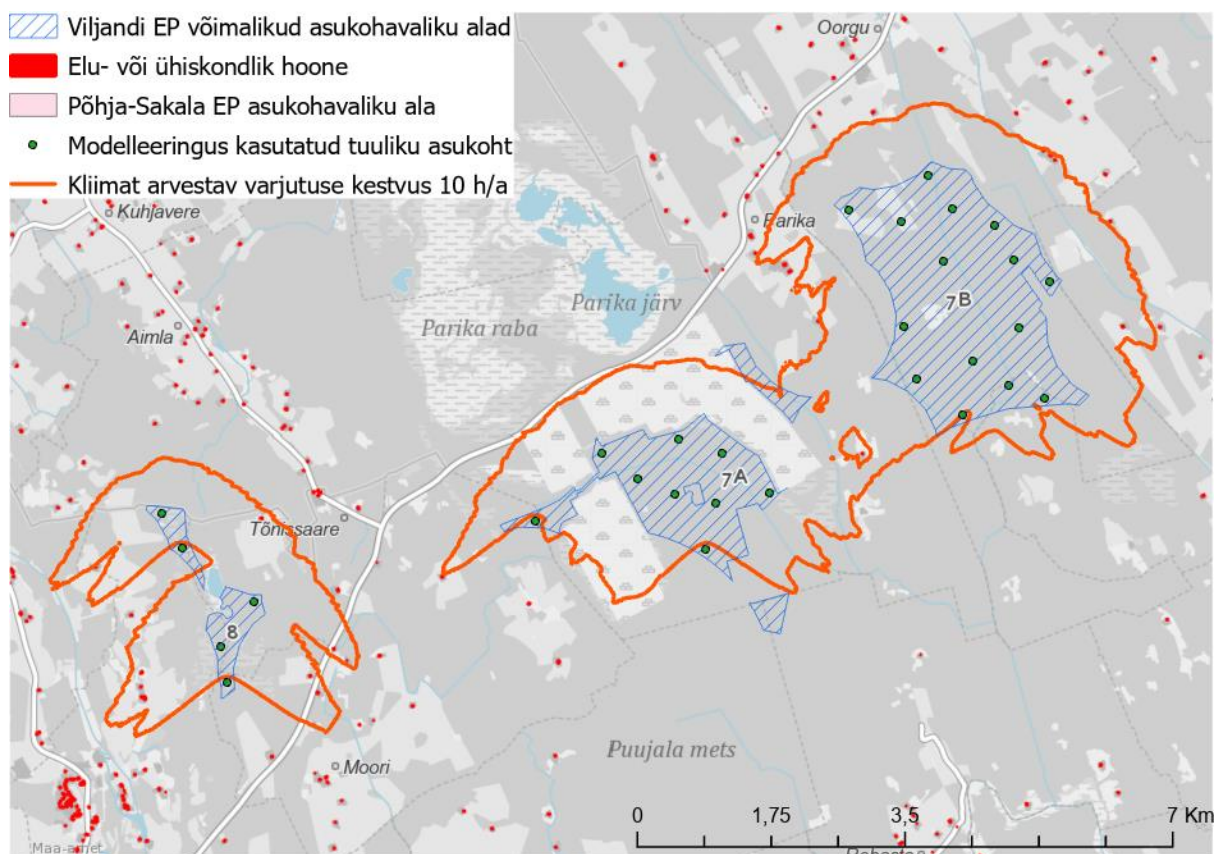 Viljandi EP võimalikud asukohavaliku alad
Elu- või ühiskondlik hoone
Põhja-Sakala EP asukohavaliku ala
Modelleeringus kasutatud tuuliku asukoht
Kliimat arvestav varjutuse kestvus 10 h/a
Oorgu
Kuhjavere
Parika
Parika järv
7B
Parika raba
Aimla
7A
Tõnissaare
8
Puujala mets
Moori
0 1,75 3,5 7 Km
Maa-amet